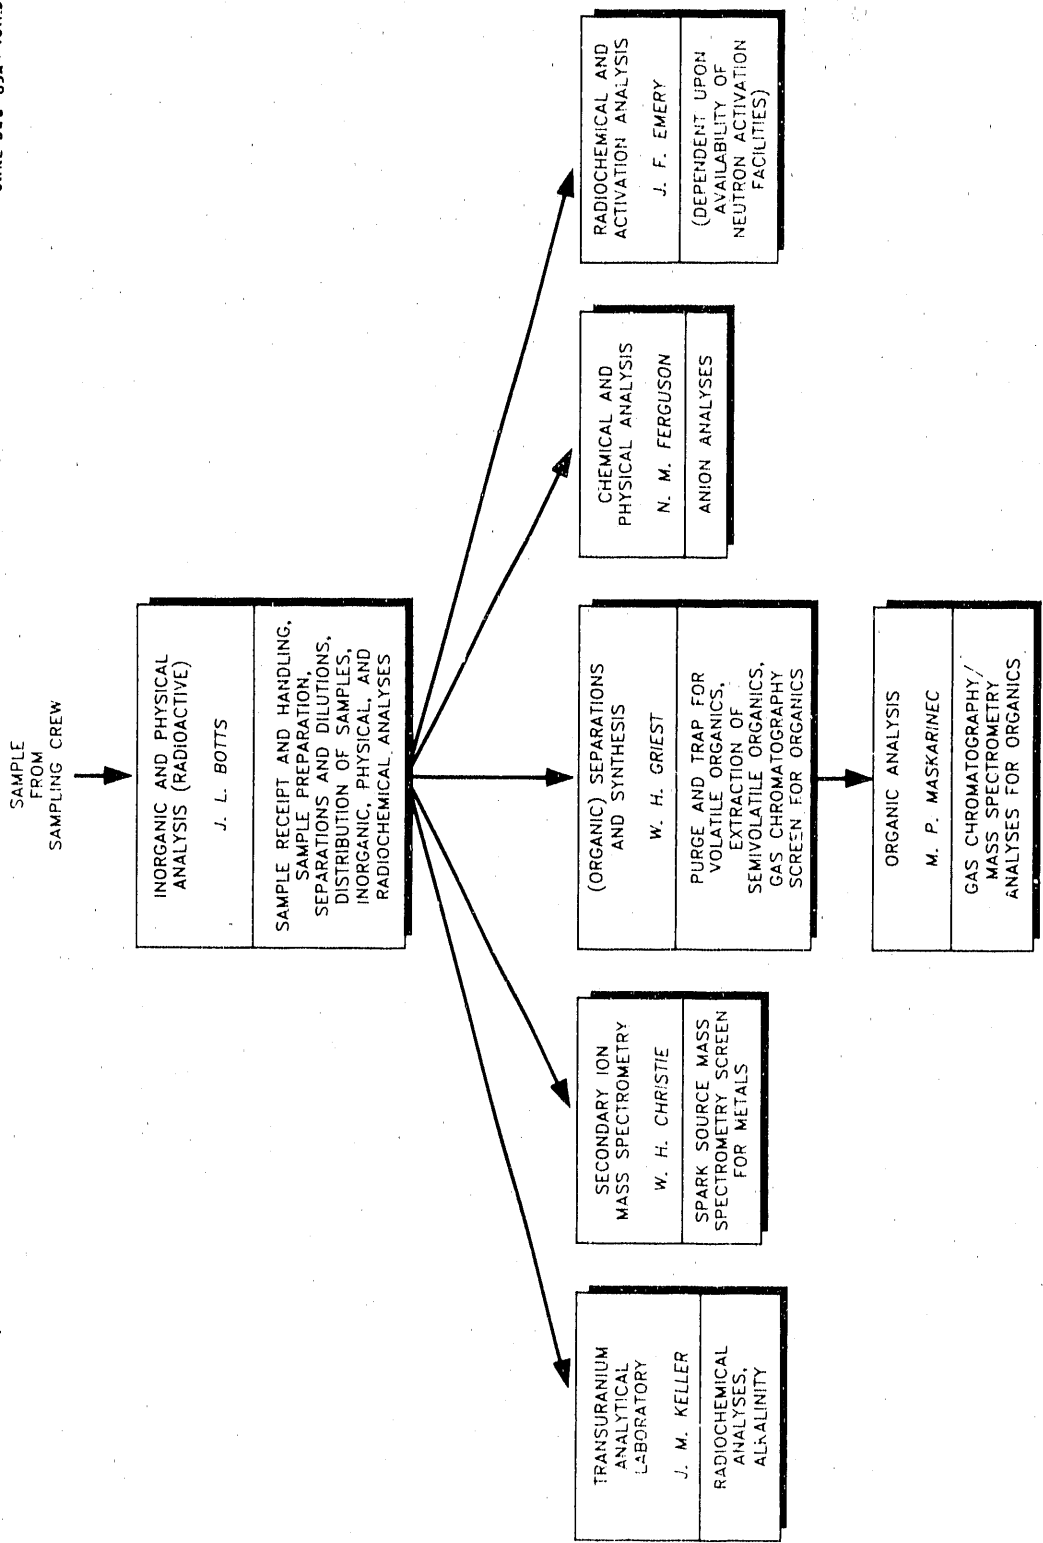 SAMPLE
FROM
SAMPLING CREW
INORGANIC AND PHYSICAL
ANALYSIS (RADIOACTIVE)
J. L. BOTTS
SAMPLE RECEIPT AND HANDLING,
SAMPLE PREPARATION,
SEPARATIONS AND DILUTIONS,
DISTRIBUTION OF SAMPLES,
INORGANIC, PHYSICAL, AND
RADIOCHEMICAL ANALYSES
TRANSURANIUM
ANALYTICAL
LABORATORY
J. M. KELLER
RADIOCHEMICAL
ANALYSES,
ALKALINITY
SECONDARY ION
MASS SPECTROMETRY
W. H. CHRISTIE
SPARK SOURCE MASS
SPECTROMETRY SCREEN
FOR METALS
(ORGANIC) SEPARATIONS
AND SYNTHESIS
W. H. GRIEST
PURGE AND TRAP FOR
VOLATILE ORGANICS,
EXTRACTION OF
SEMIVOLATILE ORGANICS,
GAS CHROMATOGRAPHY
SCREEN FOR ORGANICS
CHEMICAL AND
PHYSICAL ANALYSIS
N. M. FERGUSON
ANION ANALYSES
RADIOCHEMICAL AND
ACTIVATION ANALYSIS
J. F. EMERY
(DEPENDENT UPON
AVAILABILITY OF
NEUTRON ACTIVATION
FACILITIES)
ORGANIC ANALYSIS
M. P. MASKARINEC
GAS CHROMATOGRAPHY/
MASS SPECTROMETRY
ANALYSES FOR ORGANICS